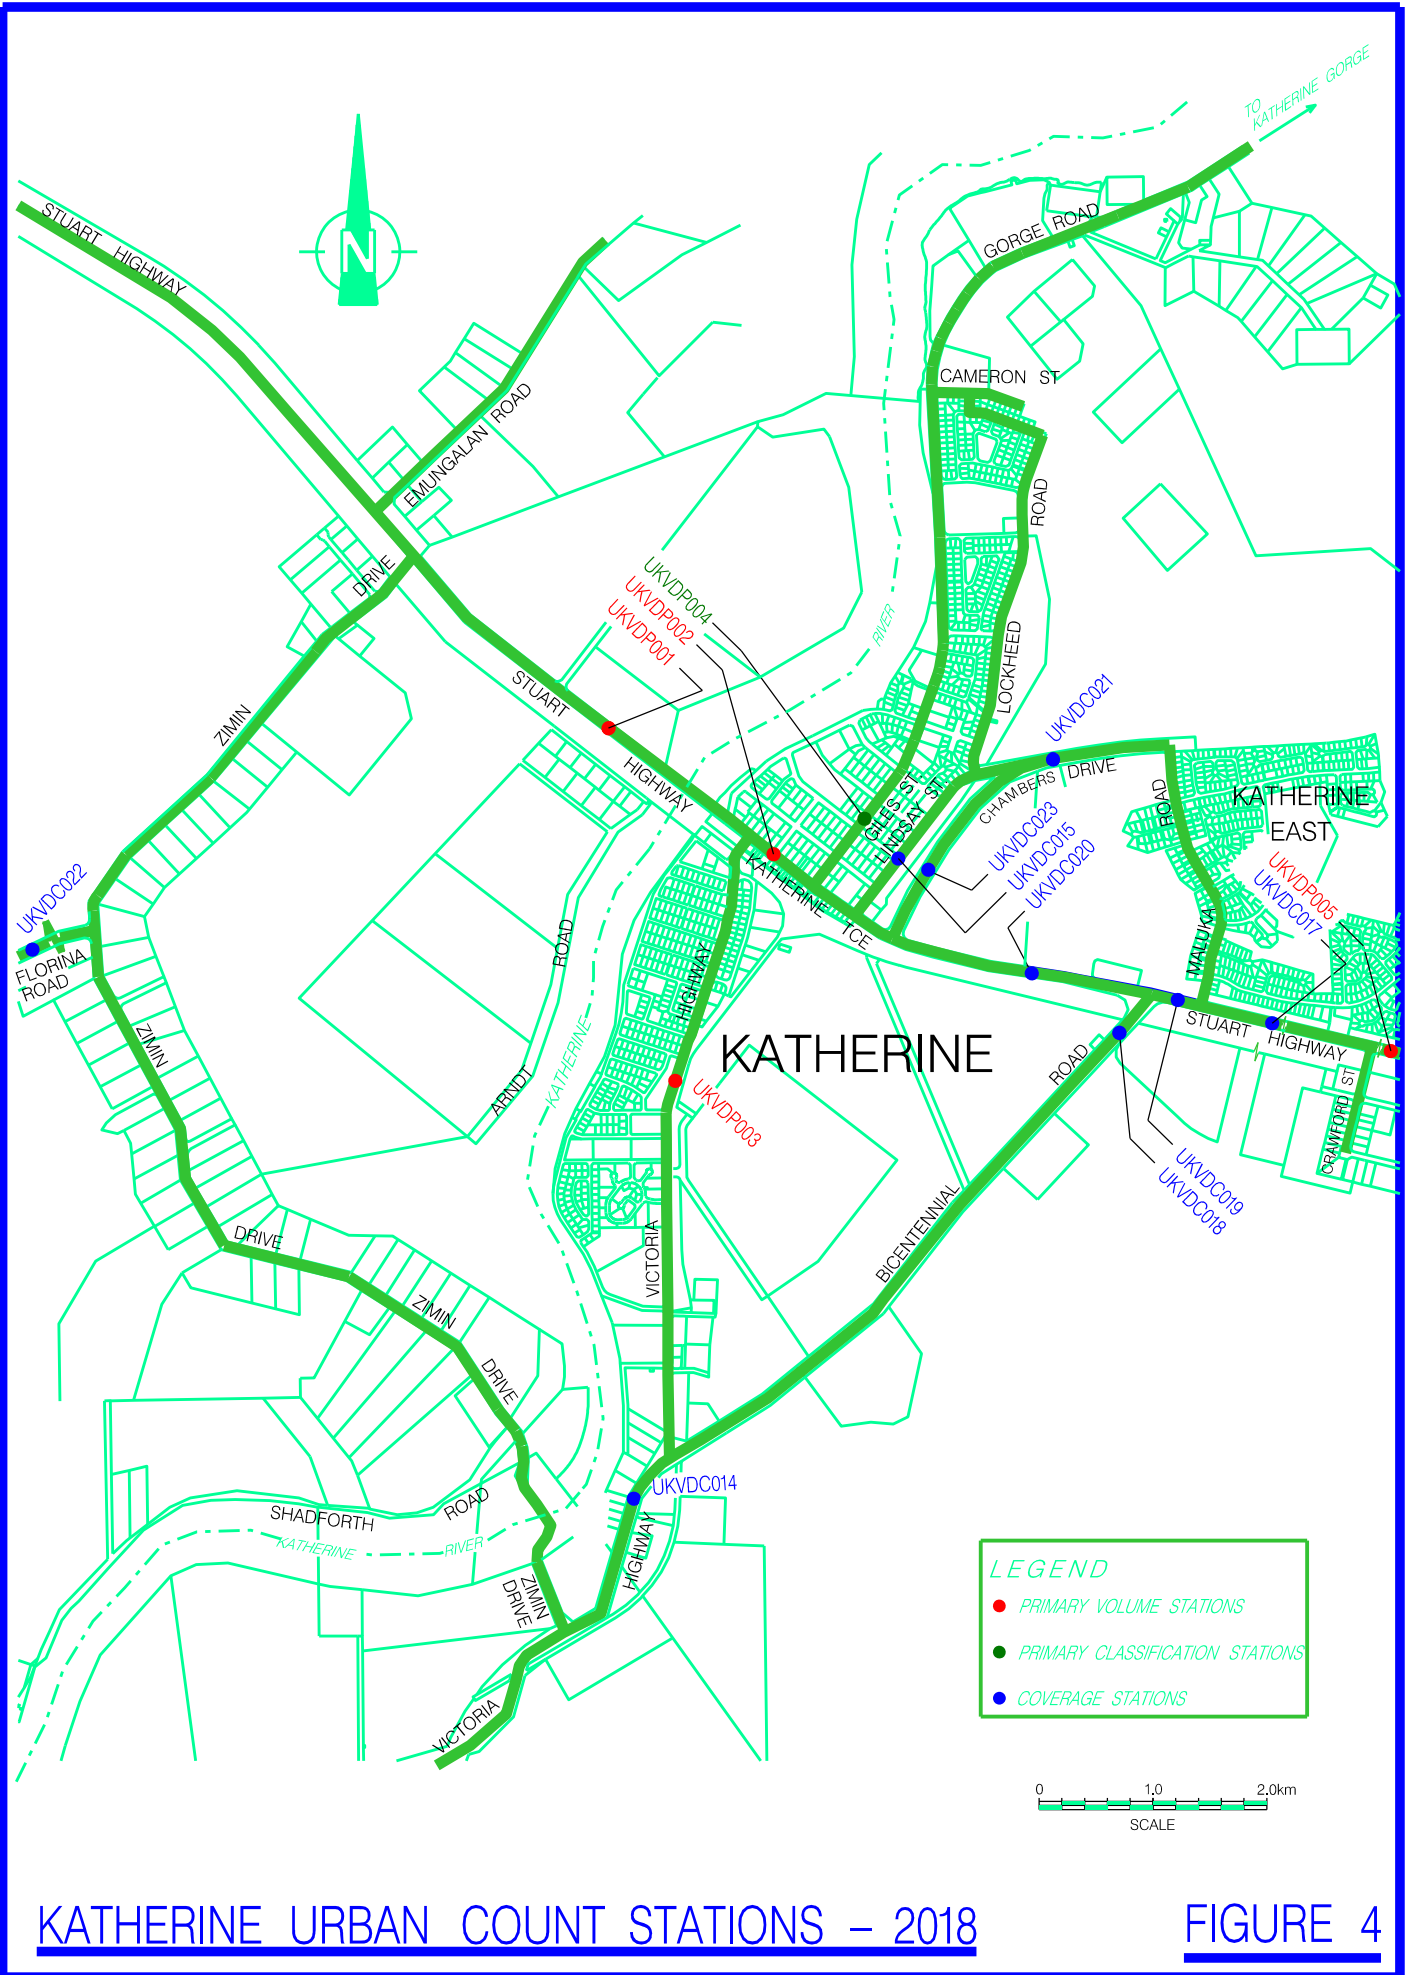 TO
KATHERINE GORGE
STUART HIGHWAY
N
GORGE ROAD
CAMERON ST
EMUNGALAN ROAD
ROAD
DRIVE
UKVDP004
UKVDP002
UKVDP001
RIVER
LOCKHEED
STUART
HIGHWAY
ZIMIN
UKVDC021
CHAMBERS DRIVE
GILES ST.
LINDSAY ST.
ROAD
KATHERINE
EAST
UKVDC023
UKVDC015
UKVDC020
UKVDP005
UKVDC017
KATHERINE TCE
UKVDC022
FLORINA
ROAD
ROAD
HIGHWAY
MALUKA
STUART
HIGHWAY
ZIMIN
KATHERINE
KATHERINE
ARNDT
ROAD
CRAWFORD ST
UKVDP003
UKVDC019
UKVDC018
BICENTENNIAL
VICTORIA
DRIVE
ZIMIN
DRIVE
UKVDC014
SHADFORTH
ROAD
KATHERINE
RIVER
HIGHWAY
ZIMIN
DRIVE
VICTORIA
LEGEND
PRIMARY VOLUME STATIONS
PRIMARY CLASSIFICATION STATIONS
COVERAGE STATIONS
0 1.0 2.0km
SCALE
KATHERINE URBAN COUNT STATIONS – 2018
FIGURE 4